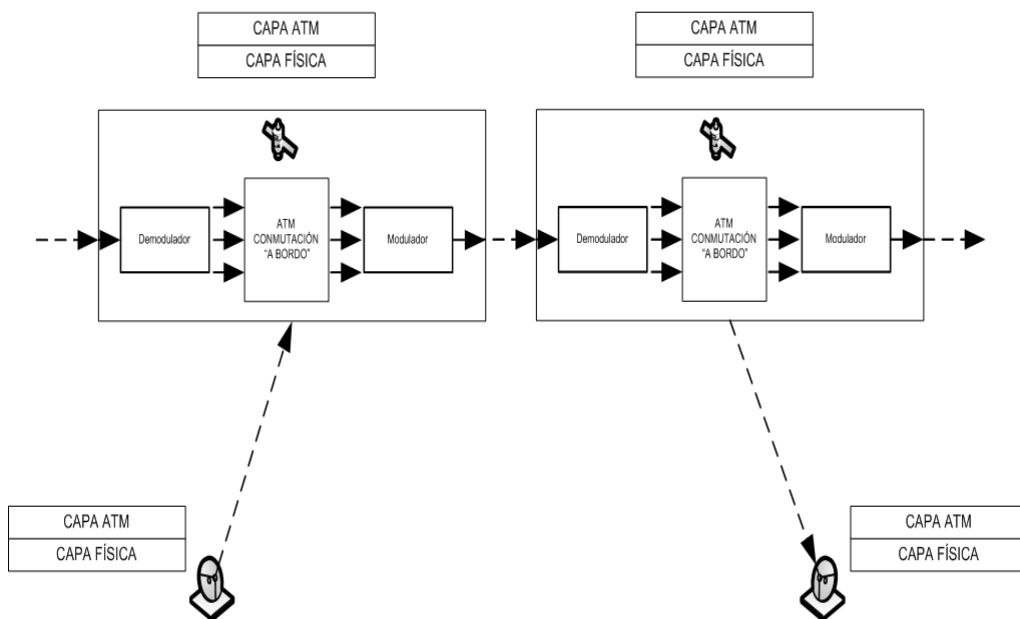 CAPA ATM
CAPA FÍSICA
CAPA ATM
CAPA FÍSICA
Demodulador
ATM
CONMUTACIÓN
"A BORDO"
Modulador
Demodulador
ATM
CONMUTACIÓN
"A BORDO"
Modulador
CAPA ATM
CAPA FÍSICA
CAPA ATM
CAPA FÍSICA